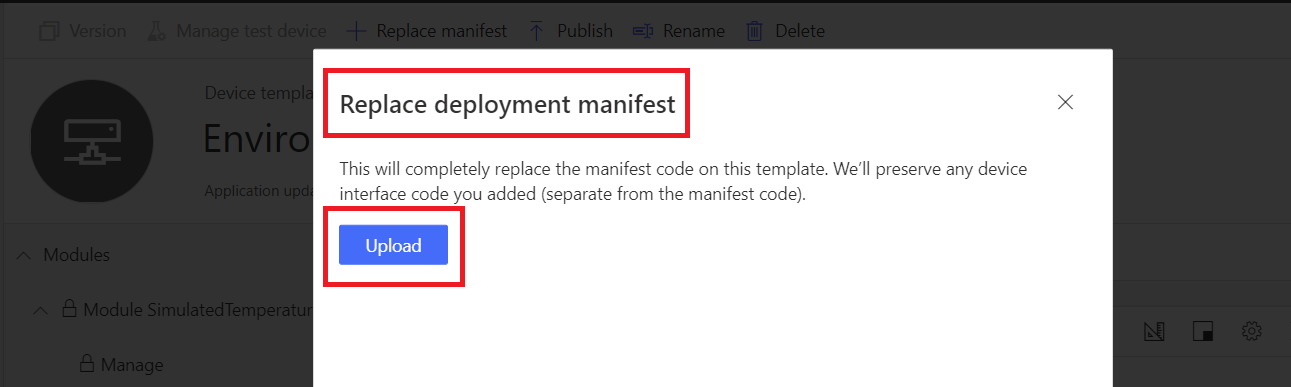 Version Manage test device Replace manifest Publish Rename Delete
Replace deployment manifest
Device templa
Enviro
This will completely replace the manifest code on this template. We'll preserve any device
interface code you added (separate from the manifest code).
Application upda
Upload
Modules
Module SimulatedTemperatur
Manage